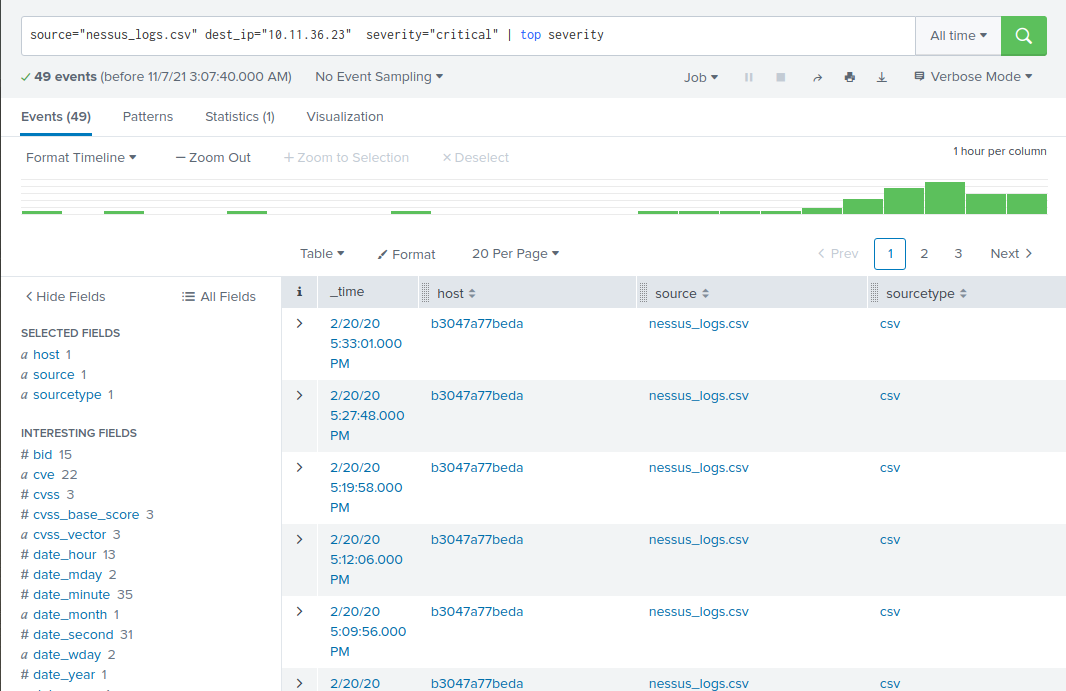 source="nessus_logs.csv" dest_ip="10.11.36.23"  severity="critical" | top severity
All time
49 events (before 11/7/21 3:07:40.000 AM)
No Event Sampling
Job
Verbose Mode
Events (49)
Patterns
Statistics (1)
Visualization
Format Timeline
— Zoom Out
+ Zoom to Selection
× Deselect
1 hour per column
Table
Format
20 Per Page
< Prev
1
2
3
Next >
< Hide Fields
All Fields
SELECTED FIELDS
a host 1
a source 1
a sourcetype 1
INTERESTING FIELDS
# bid 15
a cve 22
# cvss 3
# cvss_base_score 3
a cvss_vector 3
# date_hour 13
# date_mday 2
# date_minute 35
a date_month 1
# date_second 31
a date_wday 2
# date_year 1
i
_time
host
source
sourcetype
> 2/20/20
5:33:01.000
PM
b3047a77beda
nessus_logs.csv
csv
> 2/20/20
5:27:48.000
PM
b3047a77beda
nessus_logs.csv
csv
> 2/20/20
5:19:58.000
PM
b3047a77beda
nessus_logs.csv
csv
> 2/20/20
5:12:06.000
PM
b3047a77beda
nessus_logs.csv
csv
> 2/20/20
5:09:56.000
PM
b3047a77beda
nessus_logs.csv
csv
> 2/20/20
b3047a77beda
nessus_logs.csv
csv